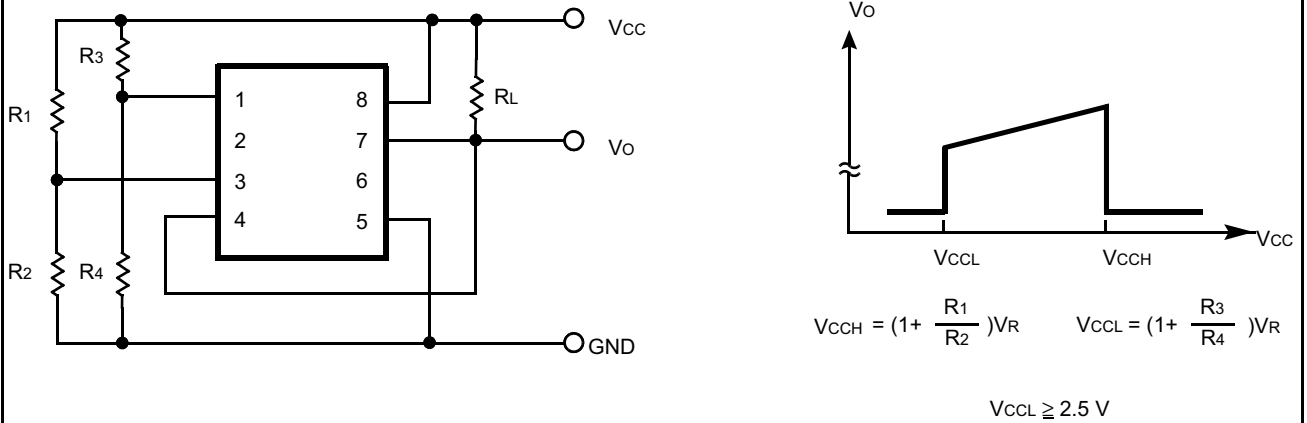 VCC
R3
R1
1
2
3
4
8
7
6
5
RL
VO
R2
R4
GND
VO
VCC
VCCL
VCCH
VCCH = (1+ R1/R2 )VR
VCCL = (1+ R3/R4 )VR
VCCL ≧ 2.5 V